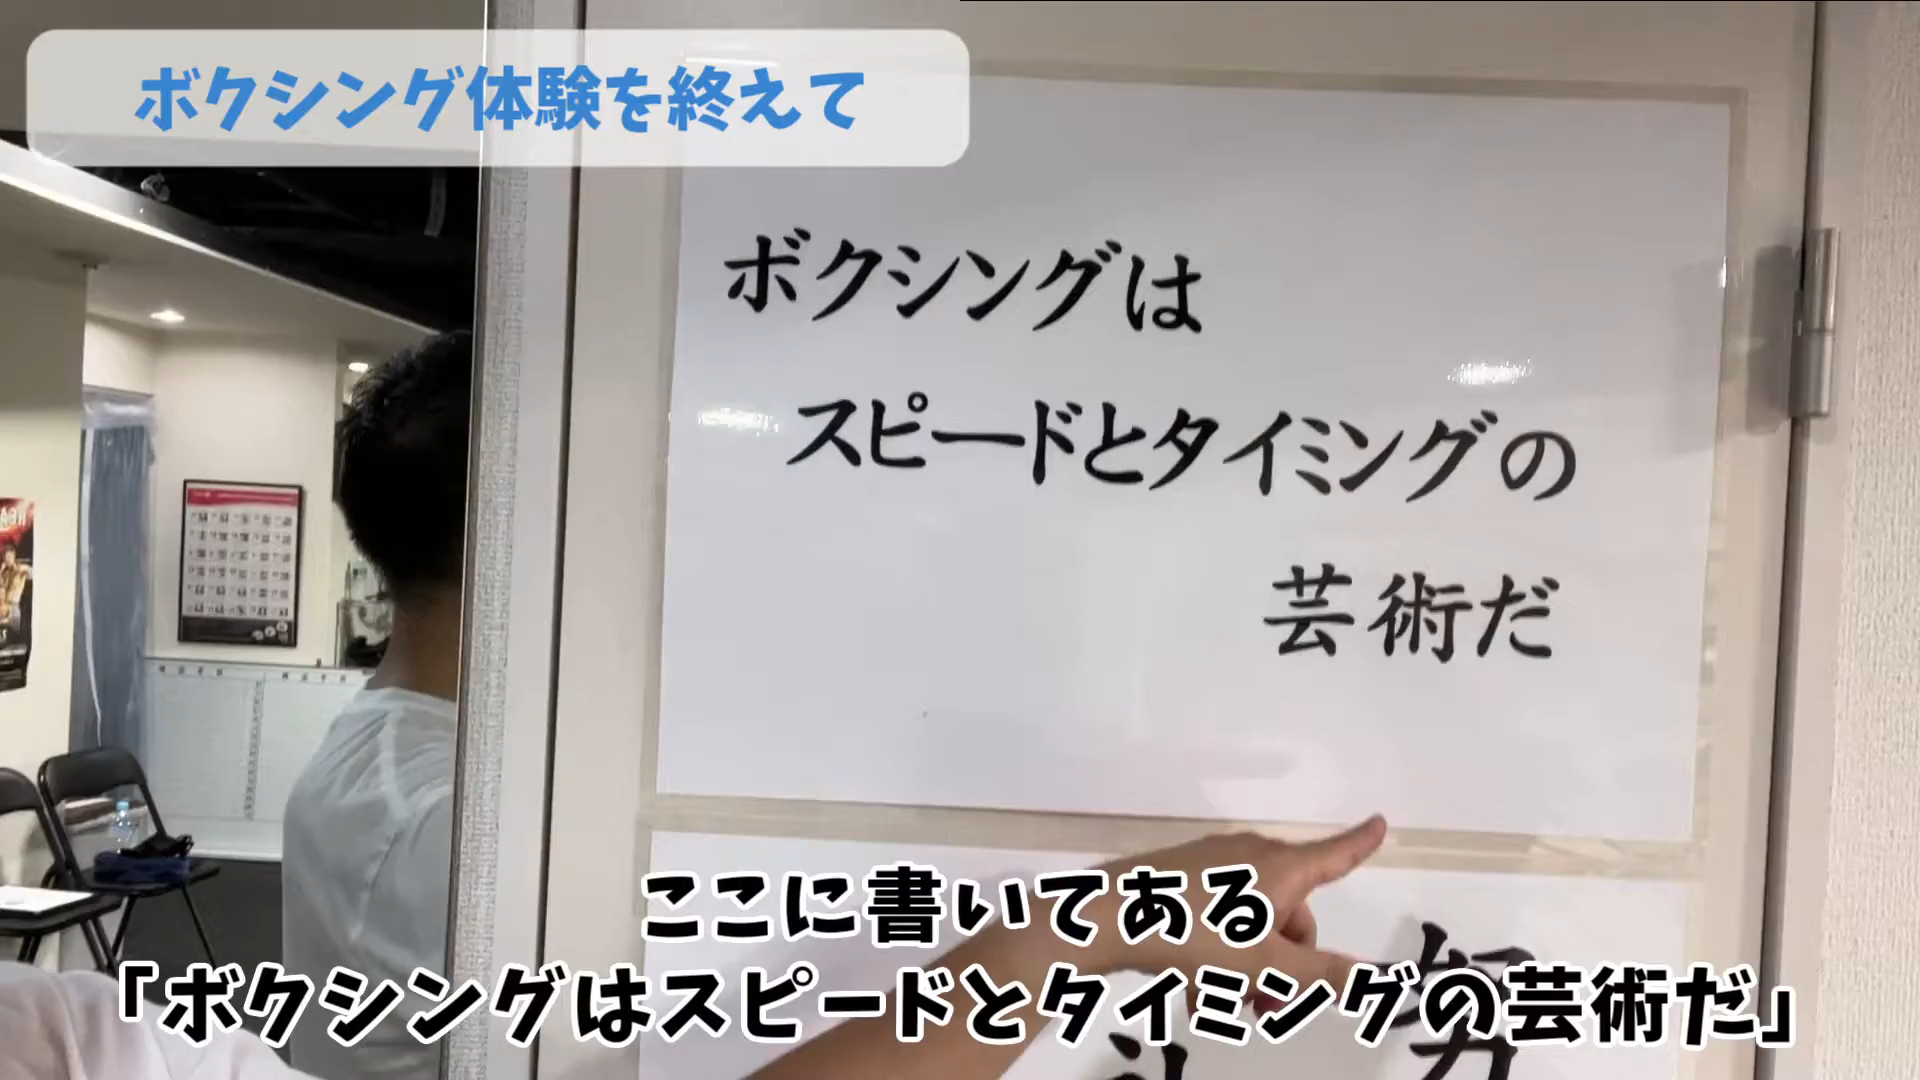 ボクシング体験を終えて
ボクシングは
スピードとタイミングの
芸術だ
ここに書いてある
「ボクシングはスピードとタイミングの芸術だ」
努